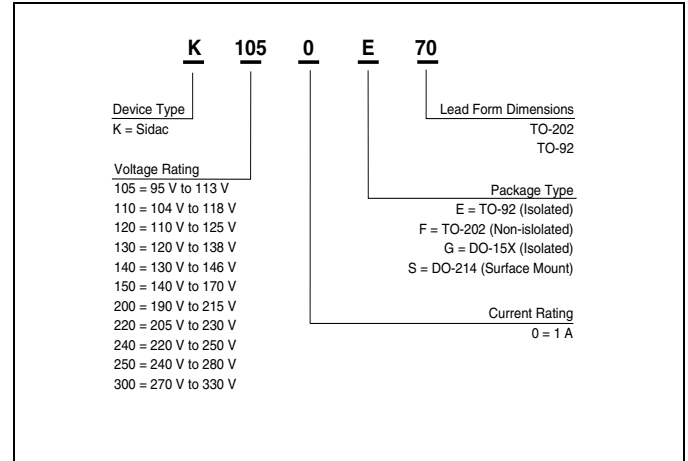 K 105 0 E 70
Device Type
K = Sidac
Voltage Rating
105 = 95 V to 113 V
110 = 104 V to 118 V
120 = 110 V to 125 V
130 = 120 V to 138 V
140 = 130 V to 146 V
150 = 140 V to 170 V
200 = 190 V to 215 V
220 = 205 V to 230 V
240 = 220 V to 250 V
250 = 240 V to 280 V
300 = 270 V to 330 V
Lead Form Dimensions
TO-202
TO-92
Package Type
E = TO-92 (Isolated)
F = TO-202 (Non-islolated)
G = DO-15X (Isolated)
S = DO-214 (Surface Mount)
Current Rating
0 = 1 A